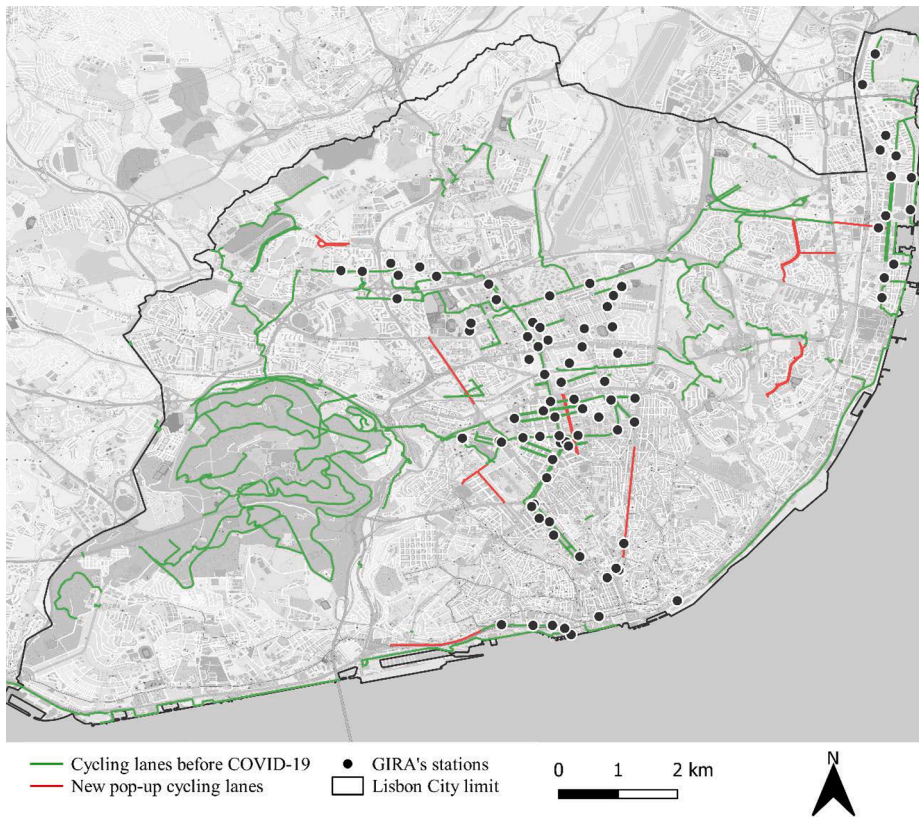 Cycling lanes before COVID-19
New pop-up cycling lanes
GIRA's stations
Lisbon City limit
0 1 2 km
N